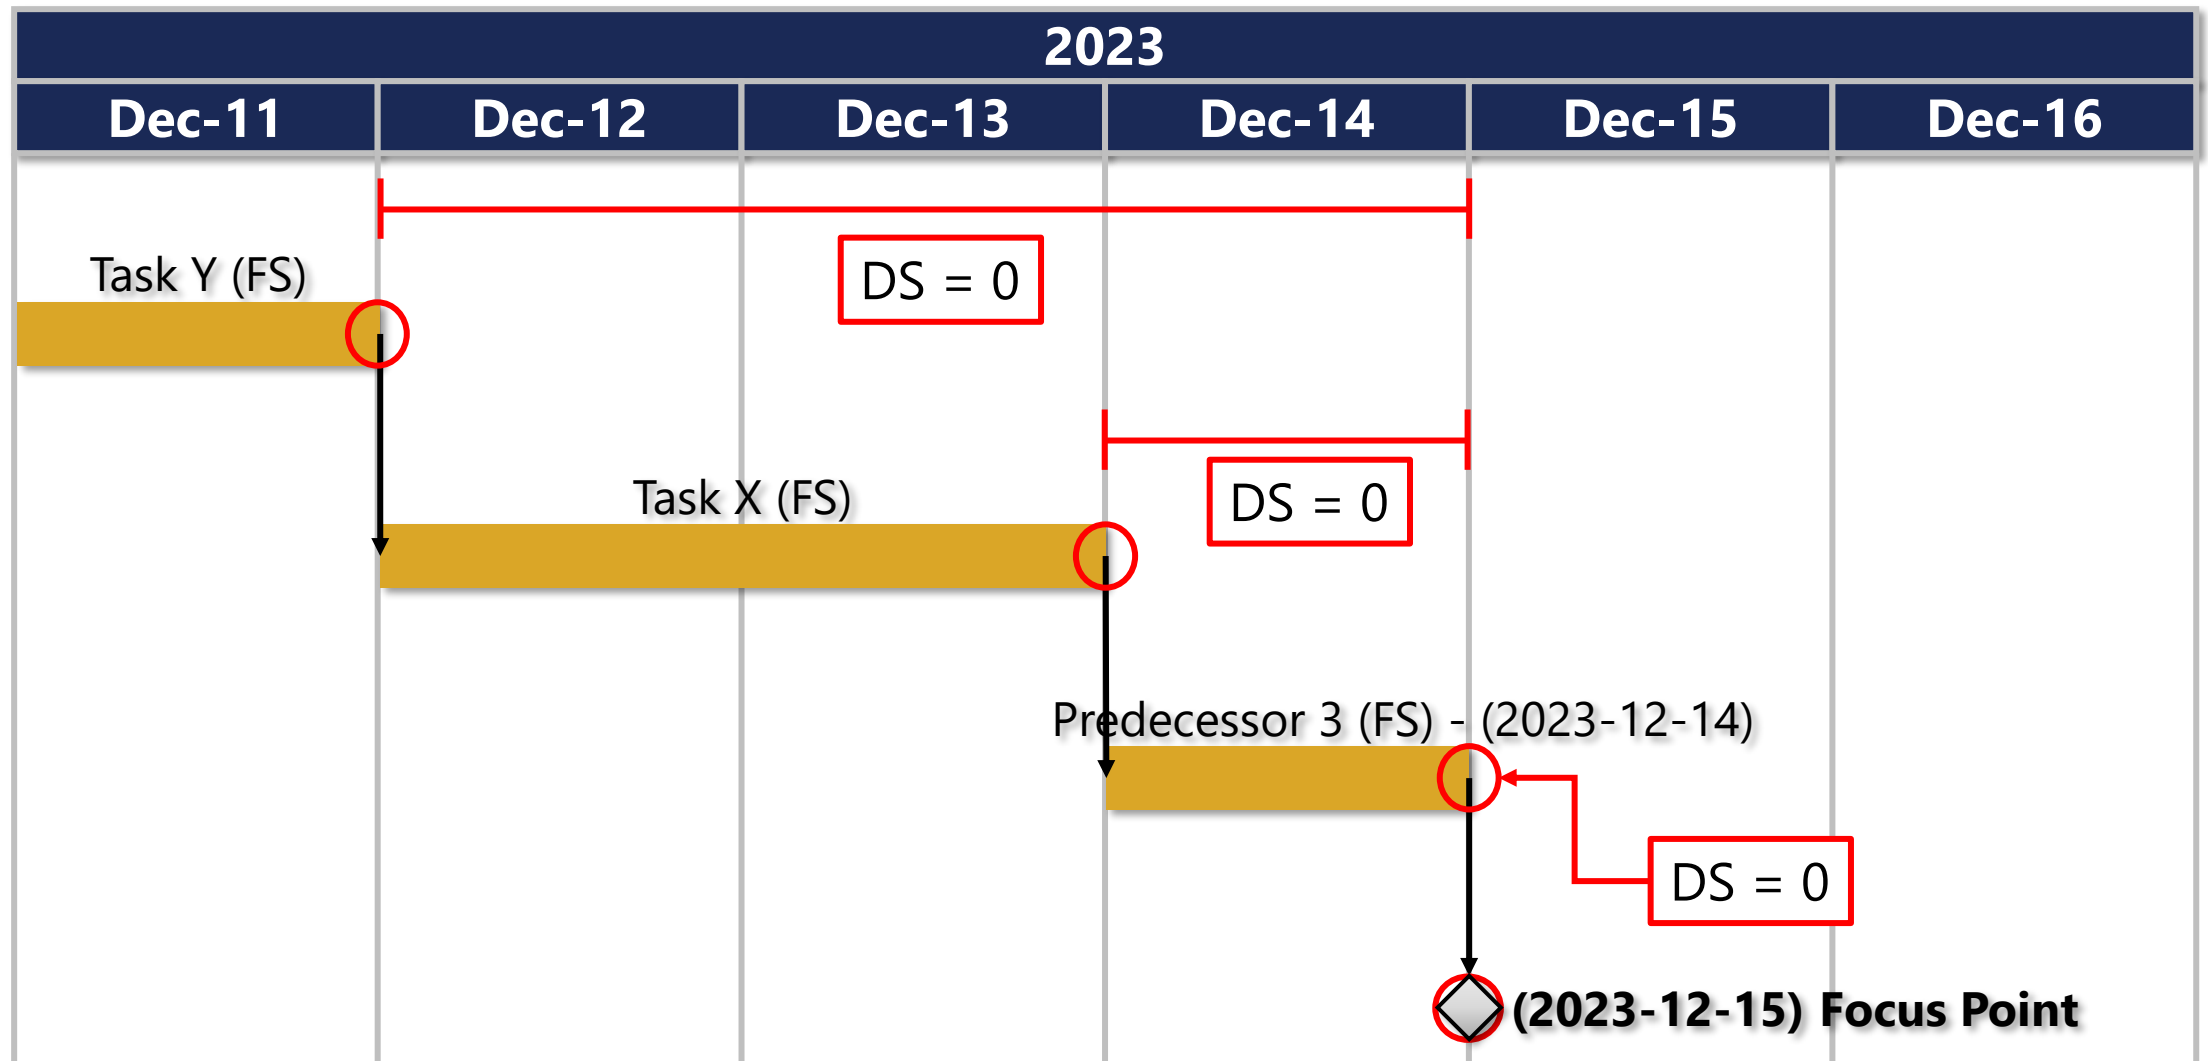 2023
Dec-11 Dec-12 Dec-13 Dec-14 Dec-15 Dec-16
Task Y (FS)
DS = 0
Task X (FS)
DS = 0
Predecessor 3 (FS) - (2023-12-14)
DS = 0
(2023-12-15) Focus Point